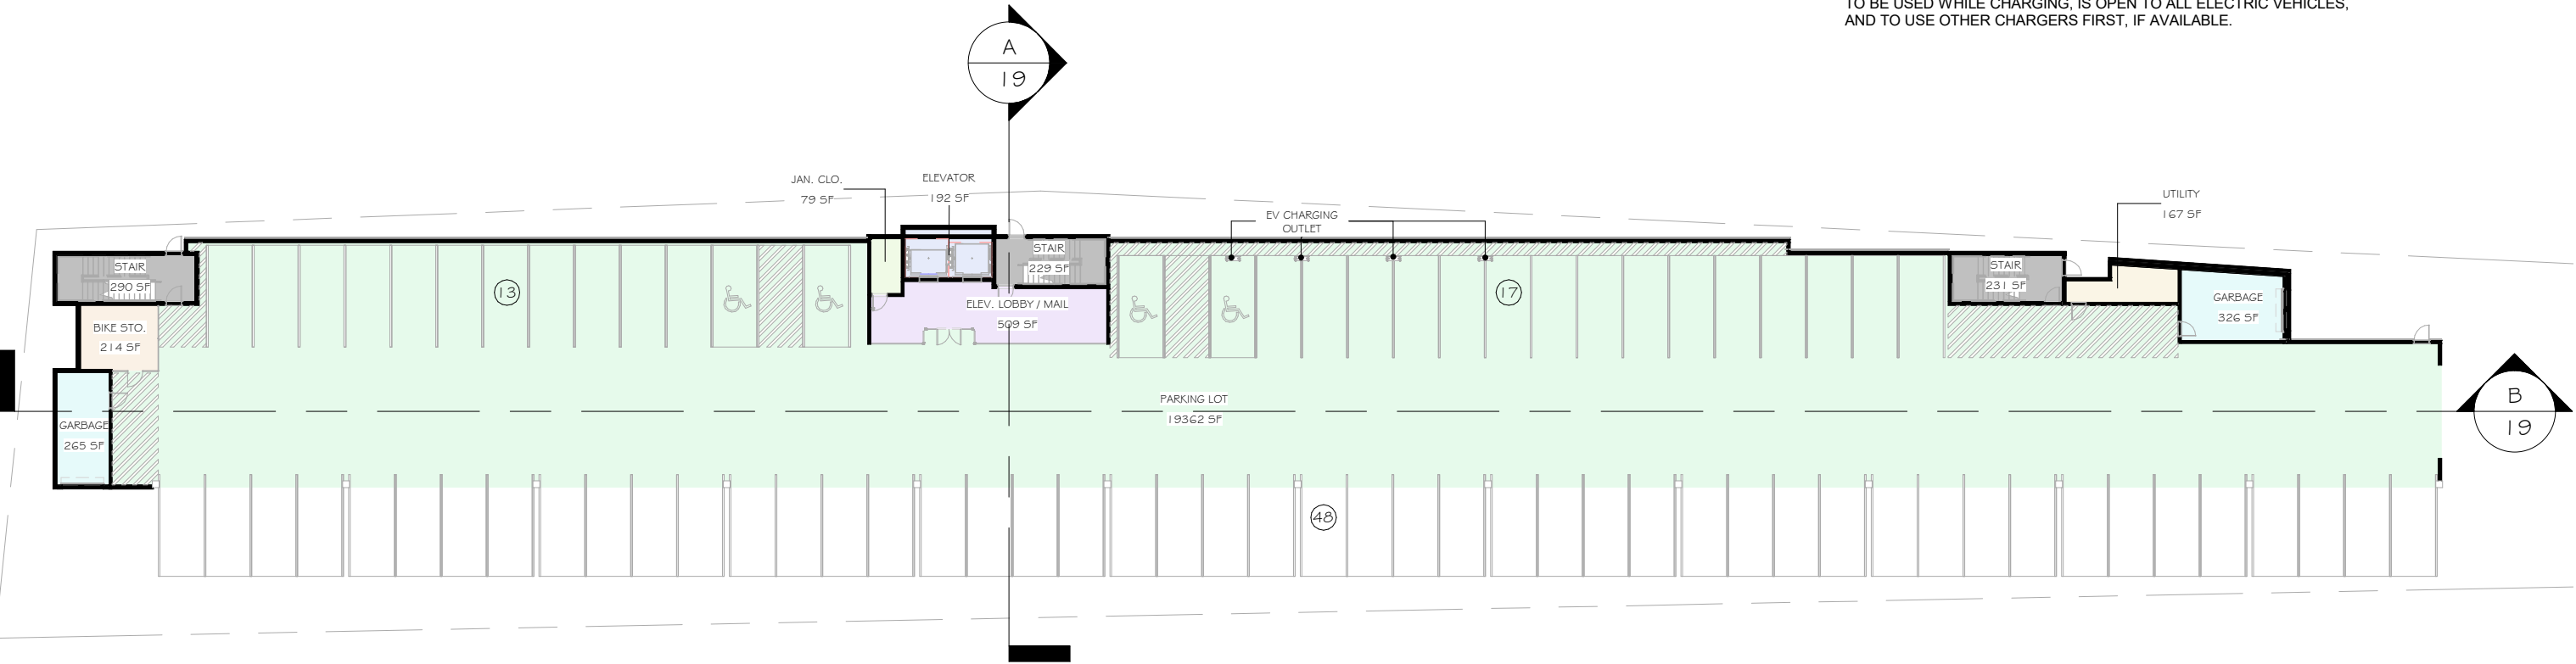 TO BE USED WHILE CHARGING, IS OPEN TO ALL ELECTRIC VEHICLES,
AND TO USE OTHER CHARGERS FIRST, IF AVAILABLE.
A
19
JAN. CLO.
79 SF
ELEVATOR
192 SF
UTILITY
167 SF
EV CHARGING
OUTLET
STAIR
290 SF
13
STAIR
229 SF
17
STAIR
231 SF
GARBAGE
326 SF
BIKE STO.
214 SF
ELEV. LOBBY / MAIL
509 SF
PARKING LOT
19362 SF
B
19
GARBAGE
265 SF
48